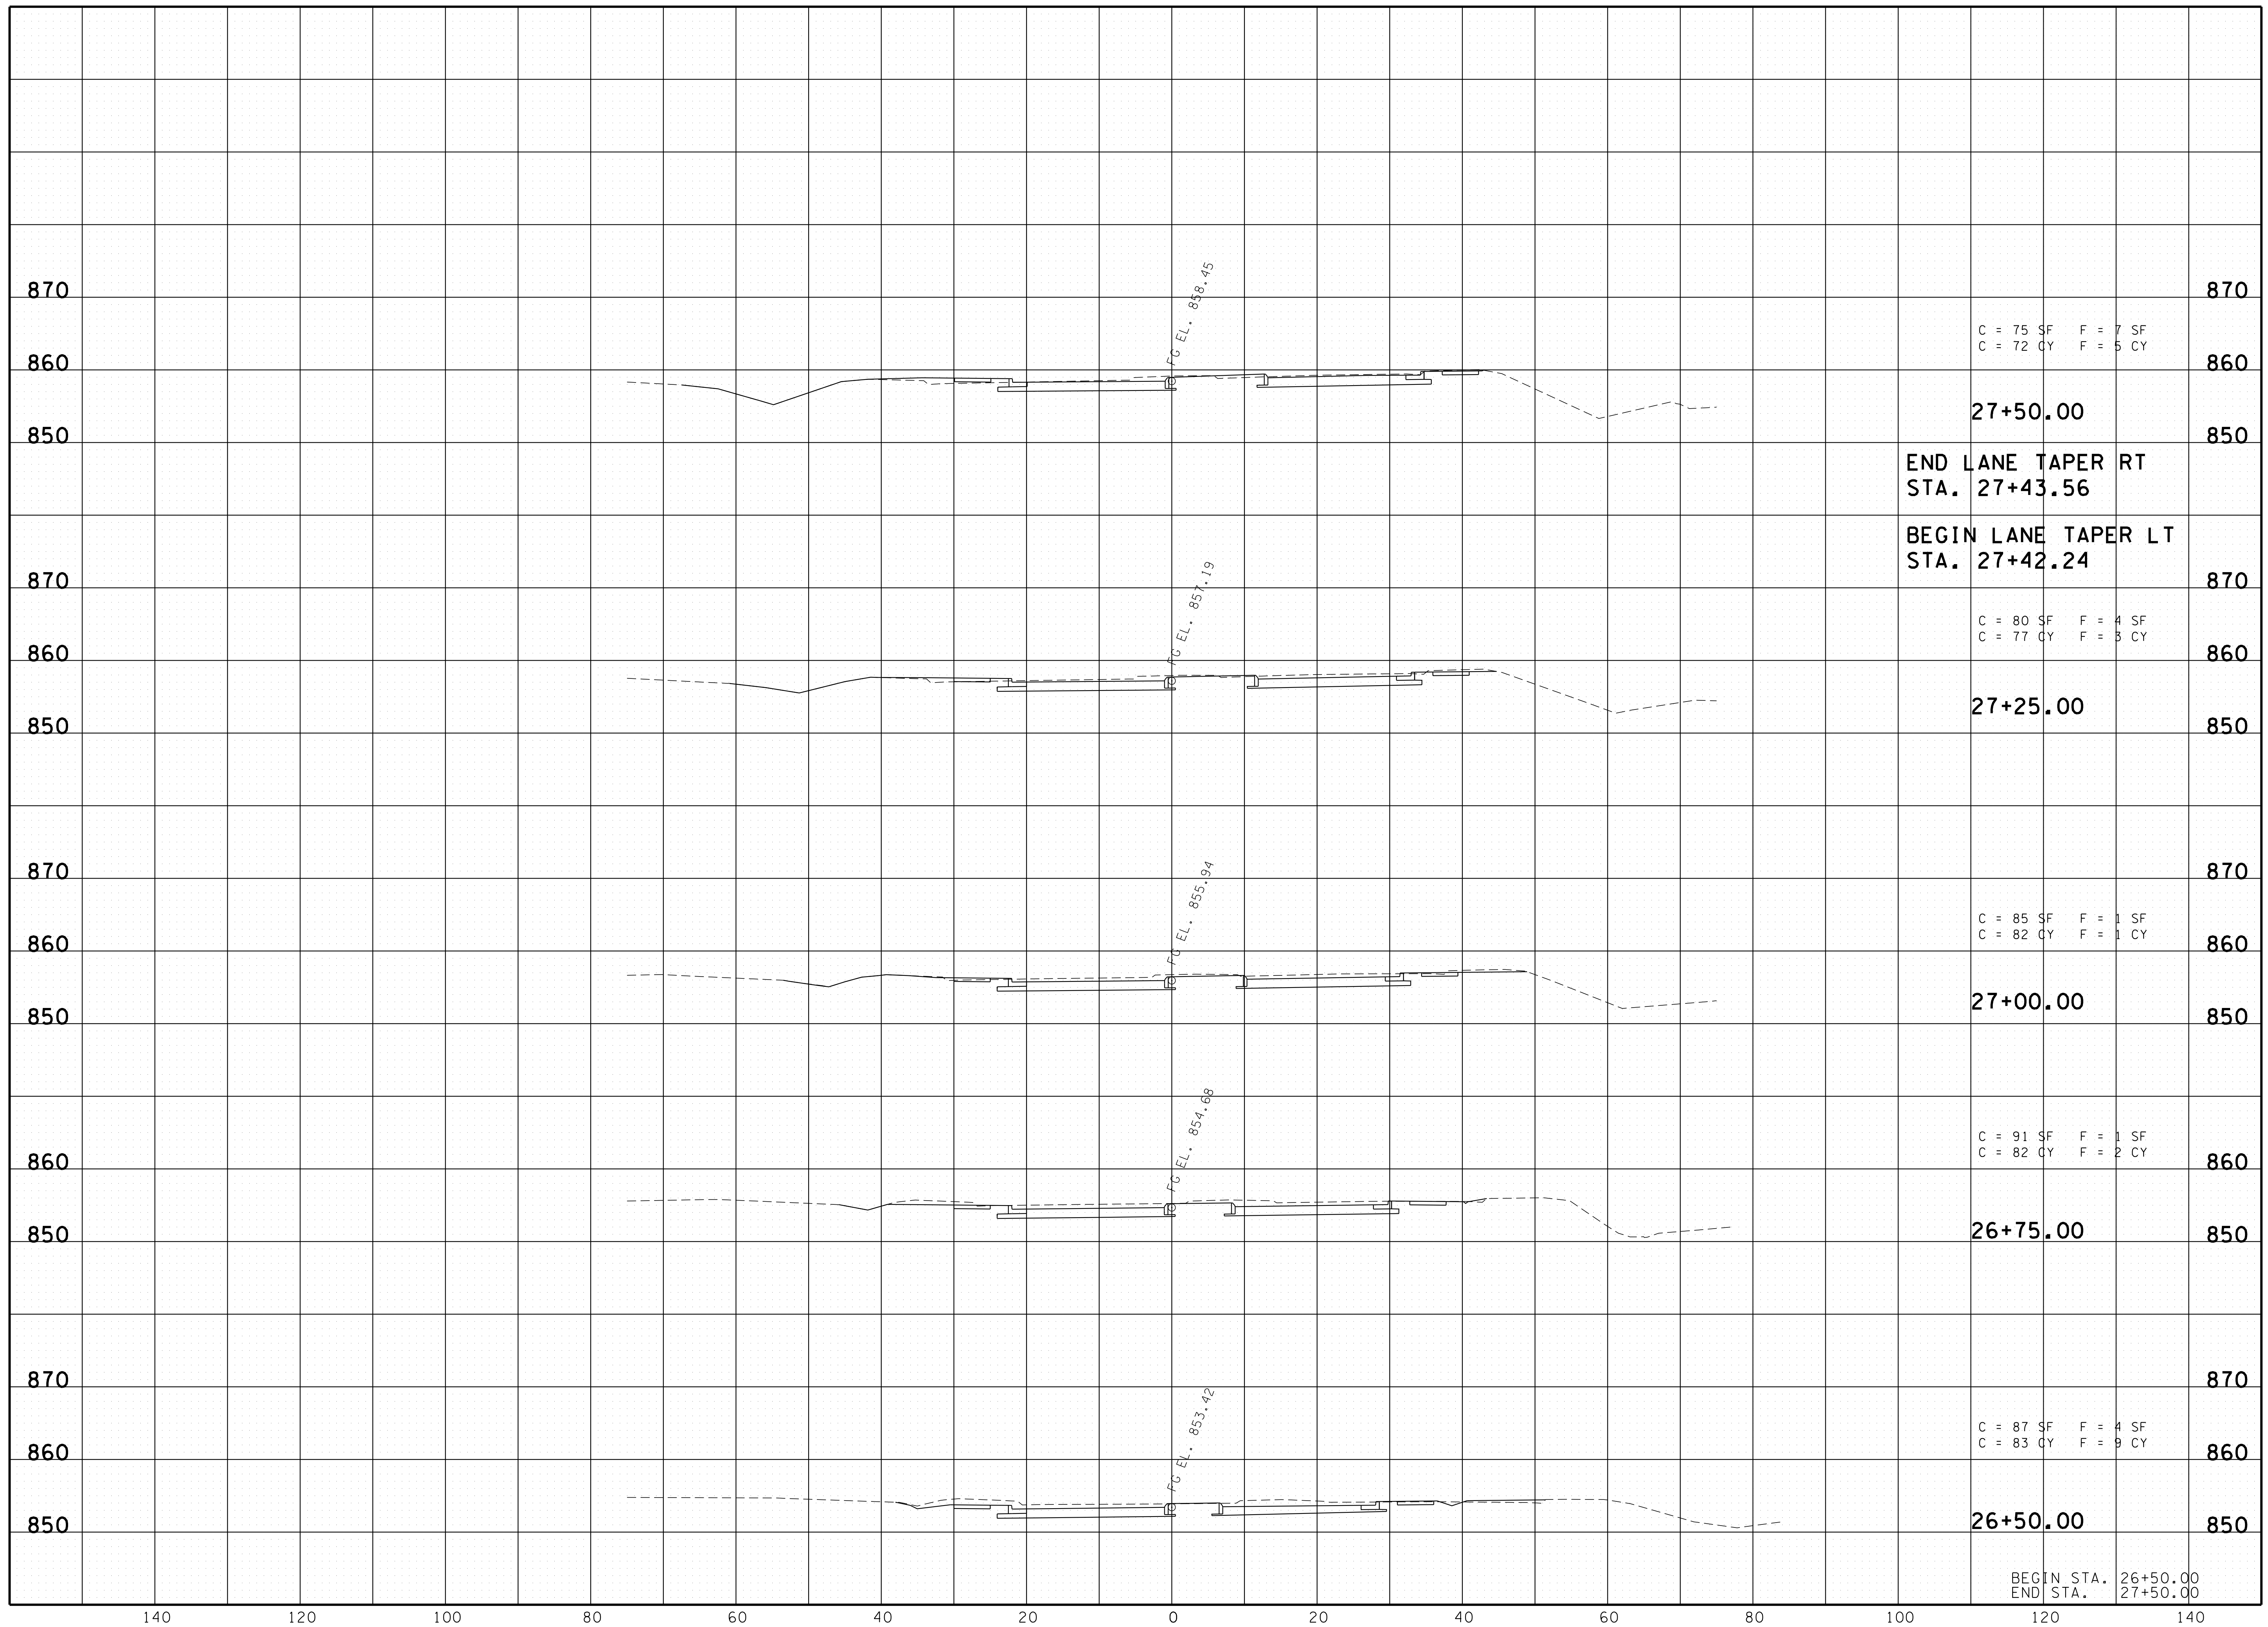 FG EL. 858.45
870 870
C = 75 SF F = 7 SF
C = 72 CY F = 5 CY
860 860
27+50.00
850 850
END LANE TAPER RT
STA. 27+43.56
BEGIN LANE TAPER LT
STA. 27+42.24
FG EL. 857.19
870 870
C = 80 SF F = 4 SF
C = 77 CY F = 3 CY
860 860
27+25.00
850 850
FG EL. 855.94
870 870
C = 85 SF F = 1 SF
C = 82 CY F = 1 CY
860 860
27+00.00
850 850
FG EL. 854.68
C = 91 SF F = 1 SF
C = 82 CY F = 2 CY
860 860
26+75.00
850 850
FG EL. 853.42
870 870
C = 87 SF F = 4 SF
C = 83 CY F = 9 CY
860 860
26+50.00
850 850
BEGIN STA. 26+50.00
END STA. 27+50.00
140 120 100 80 60 40 20 0 20 40 60 80 100 120 140